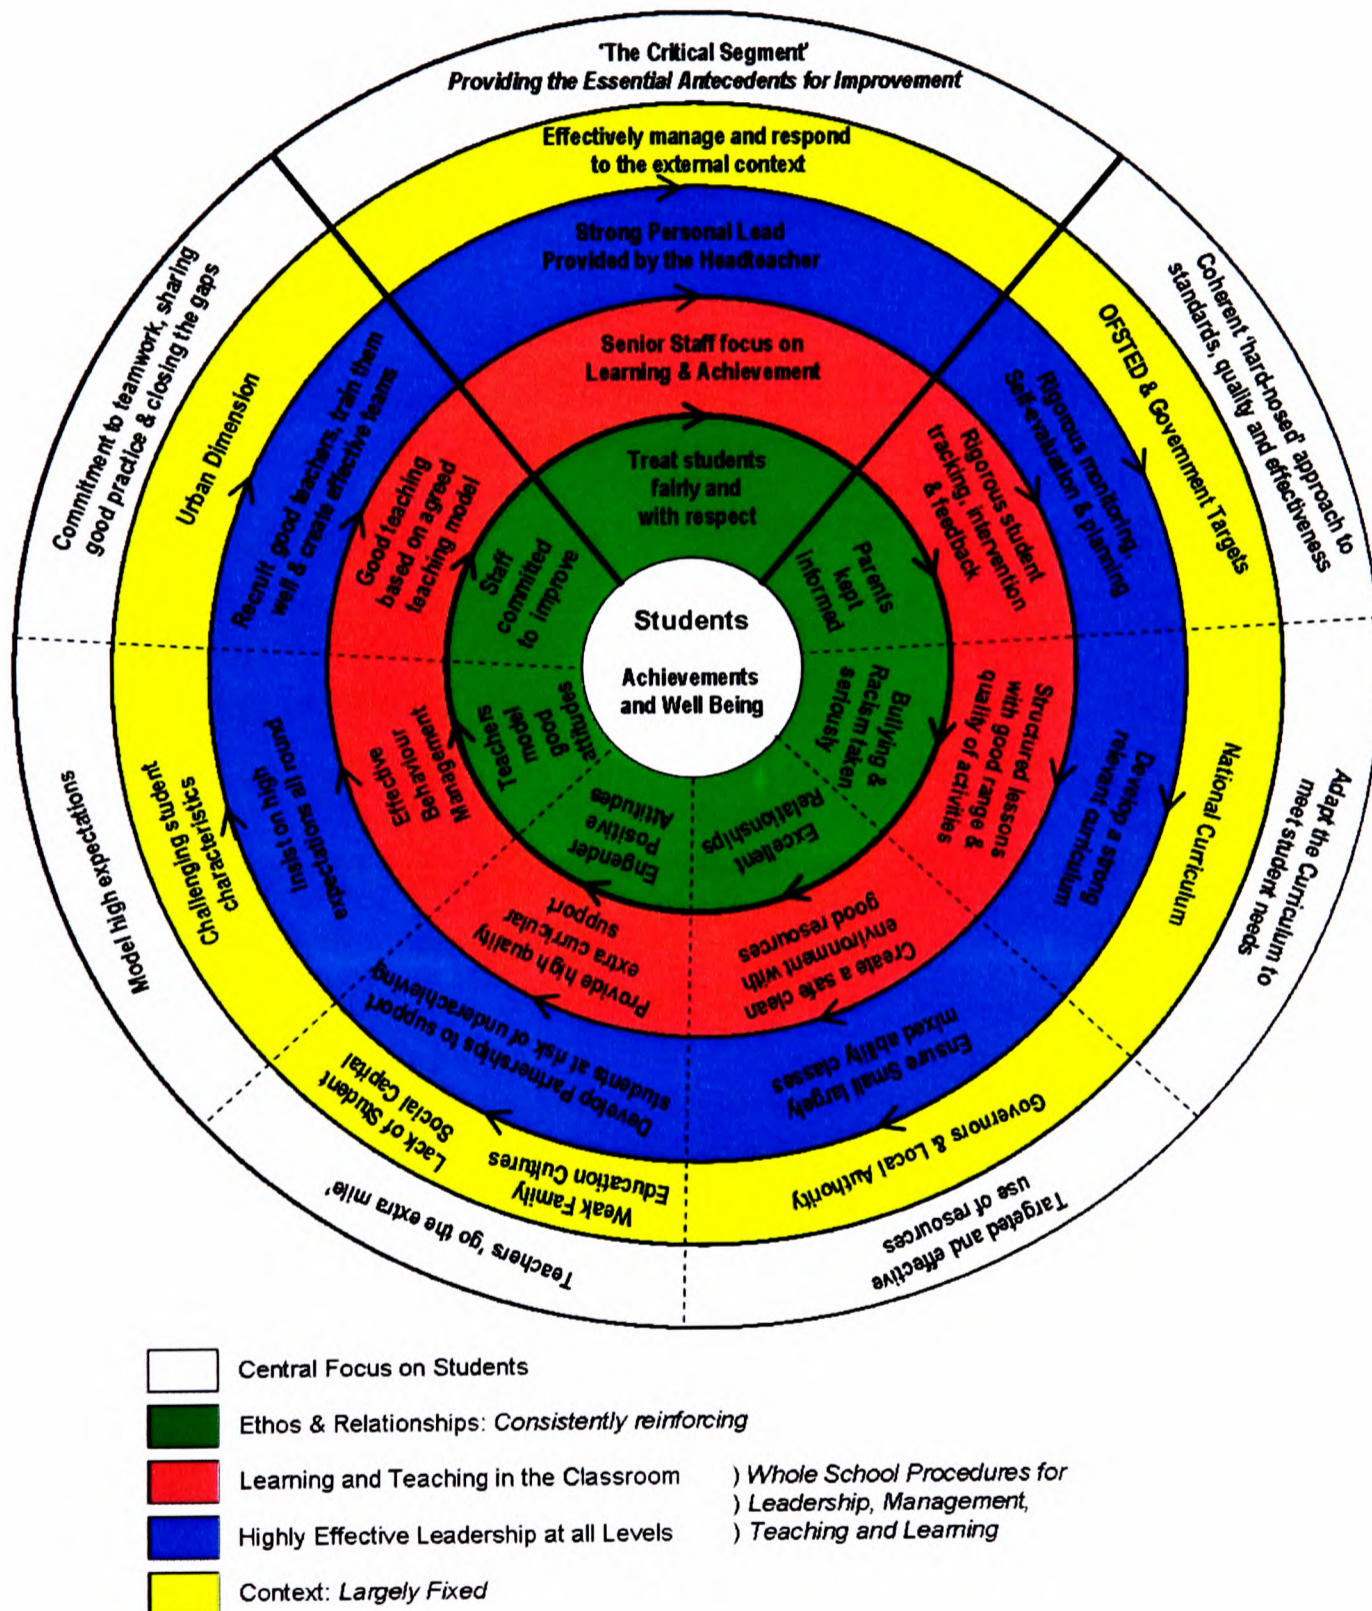 'The Critical Segment'
Providing the Essential Antecedents for Improvement
Effectively manage and respond
to the external context
Strong Personal Lead
Provided by the Headteacher
Senior Staff focus on
Learning & Achievement
Treat students
fairly and
with respect
Students
Achievements
and Well Being
Coherent 'hard-nosed' approach to
standards, quality and effectiveness
OFSTED & Government Targets
Rigorous monitoring,
Self-evaluation & planning
Rigorous student
tracking, intervention
& feedback
Parents
kept
informed
Adapt the Curriculum to
meet student needs
National Curriculum
Develop a strong
relevant curriculum
Structured lessons
with good range &
quality of activities
Bullying &
Racism taken
seriously
Targeted and effective
use of resources
Governors & Local Authority
Ensure Small largely
mixed ability classes
Create a safe clean
environment with
good resources
Excellent
Relationships
Teachers 'go the extra mile'
Weak Family
Education Cultures
Lack of Student
Social Capital
Develop Partnerships to support
students at risk of underachieving
Provide high quality
extra curricular
support
Engender
Positive
Attitudes
Model high expectations
Challenging student
characteristics
Insist on high
expectations all round
Effective
Behaviour
Management
Teachers
model
good
attitudes
Commitment to teamwork, sharing
good practice & closing the gaps
Urban Dimension
Recruit good teachers, train them
well & create effective teams
Good teaching
based on agreed
teaching model
Staff
committed
to improve
Central Focus on Students
Ethos & Relationships: Consistently reinforcing
Learning and Teaching in the Classroom ) Whole School Procedures for
) Leadership, Management,
Highly Effective Leadership at all Levels ) Teaching and Learning
Context: Largely Fixed